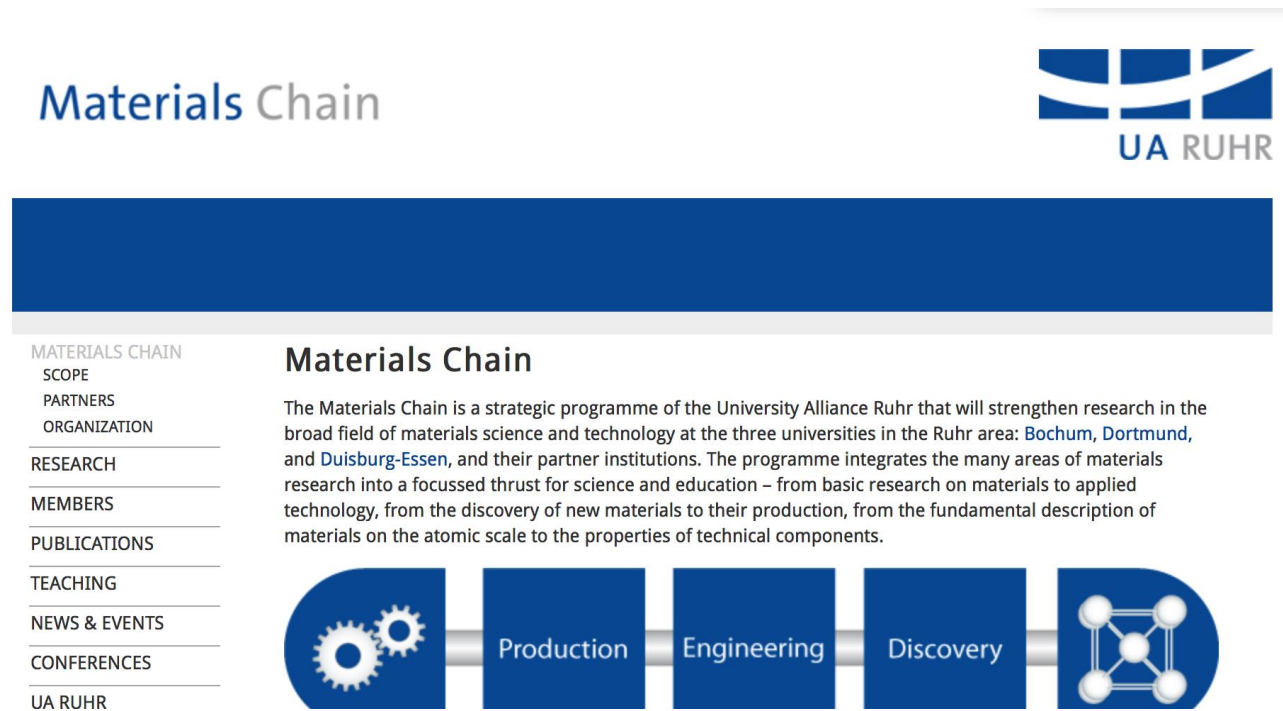 Materials Chain
UA RUHR
MATERIALS CHAIN
SCOPE
PARTNERS
ORGANIZATION
RESEARCH
MEMBERS
PUBLICATIONS
TEACHING
NEWS & EVENTS
CONFERENCES
UA RUHR
Materials Chain
The Materials Chain is a strategic programme of the University Alliance Ruhr that will strengthen research in the
broad field of materials science and technology at the three universities in the Ruhr area: Bochum, Dortmund,
and Duisburg-Essen, and their partner institutions. The programme integrates the many areas of materials
research into a focussed thrust for science and education – from basic research on materials to applied
technology, from the discovery of new materials to their production, from the fundamental description of
materials on the atomic scale to the properties of technical components.
Production
Engineering
Discovery